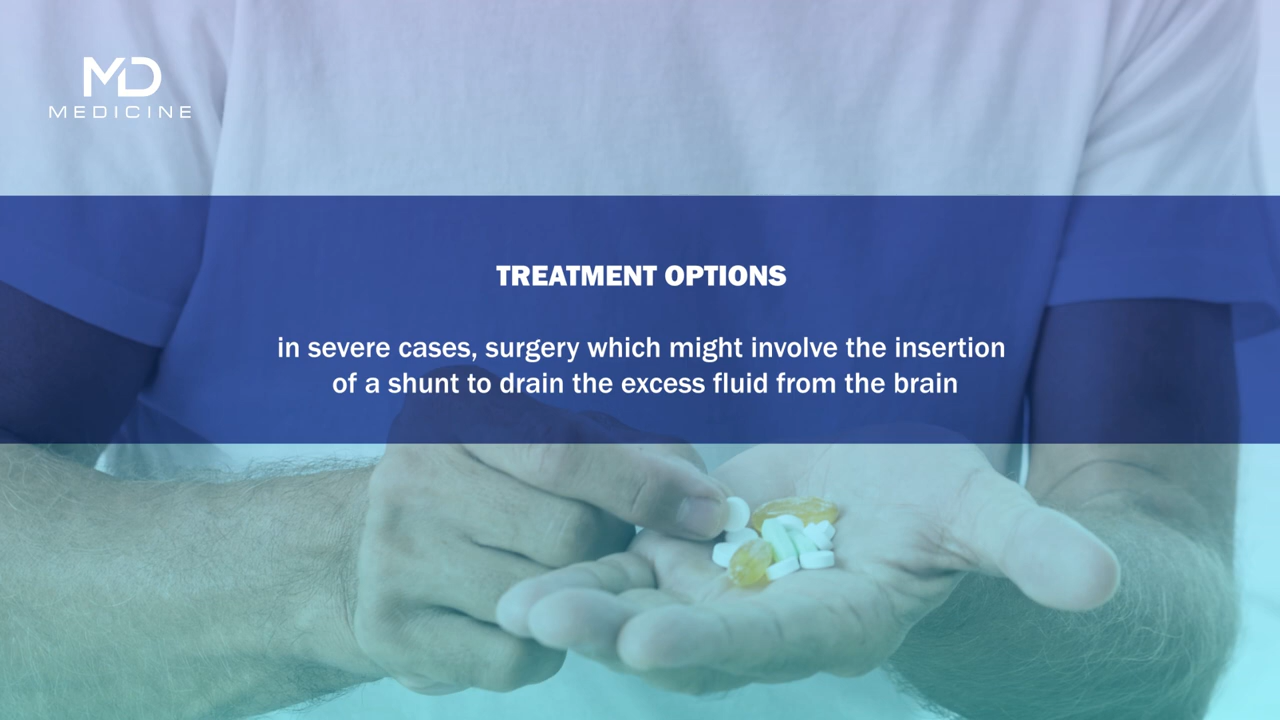 MD
MEDICINE
TREATMENT OPTIONS
in severe cases, surgery which might involve the insertion
of a shunt to drain the excess fluid from the brain